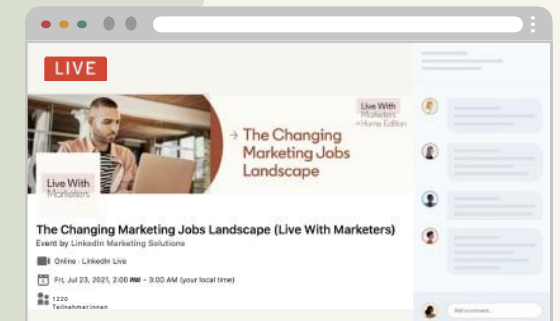 LIVE
Live With
Marketers
Home Edition
→ The Changing
Marketing Jobs
Landscape
Live With
Marketers
The Changing Marketing Jobs Landscape (Live With Marketers)
Event by LinkedIn Marketing Solutions
Online · LinkedIn Live
Fri, Jul 23, 2021, 2:00 PM – 3:00 AM (your local time)
1220
Teilnehmer:innen
Add a comment...